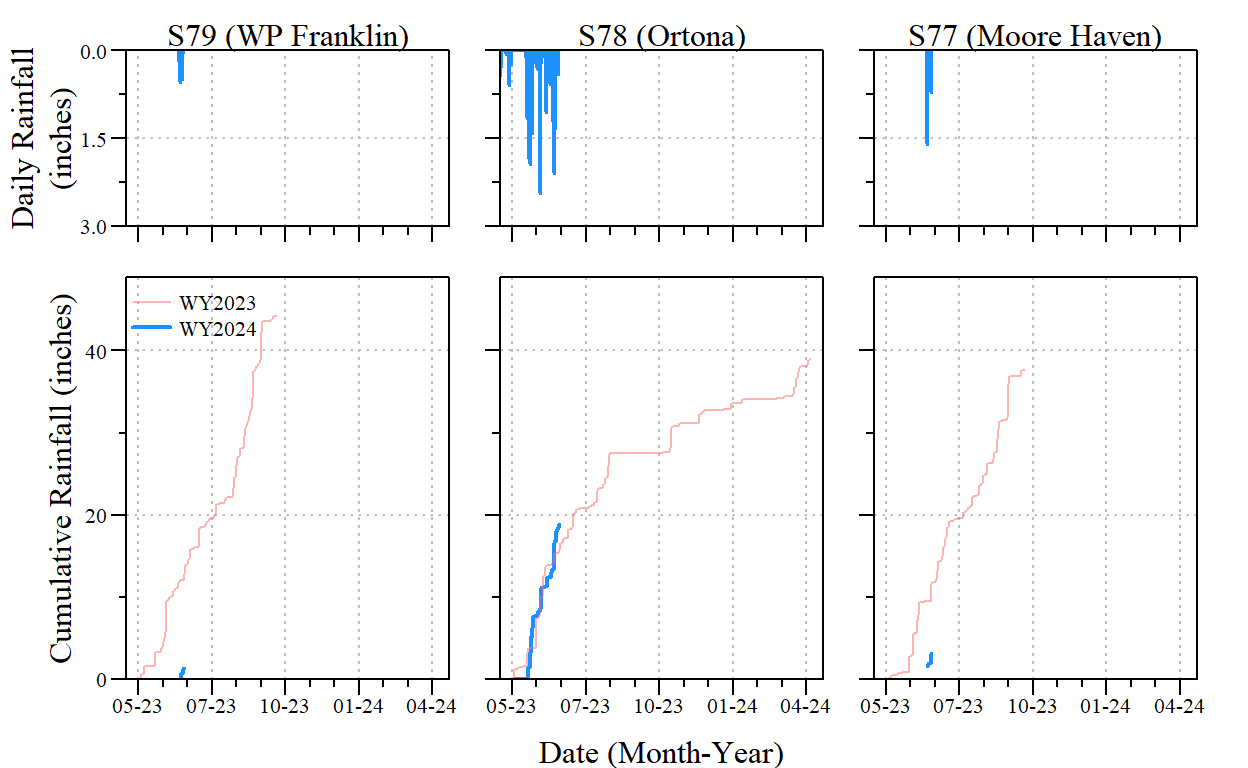 S79 (WP Franklin)
S78 (Ortona)
S77 (Moore Haven)
Daily Rainfall
(inches)
0.0
1.5
3.0
Cumulative Rainfall (inches)
WY2023
WY2024
40
20
0
05-23 07-23 10-23 01-24 04-24
05-23 07-23 10-23 01-24 04-24
05-23 07-23 10-23 01-24 04-24
Date (Month-Year)